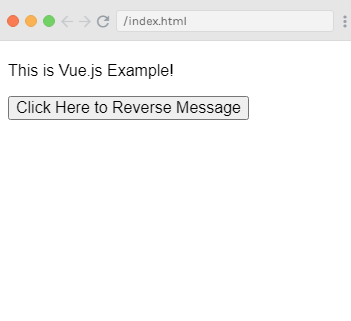 /index.html
This is Vue.js Example!
Click Here to Reverse Message